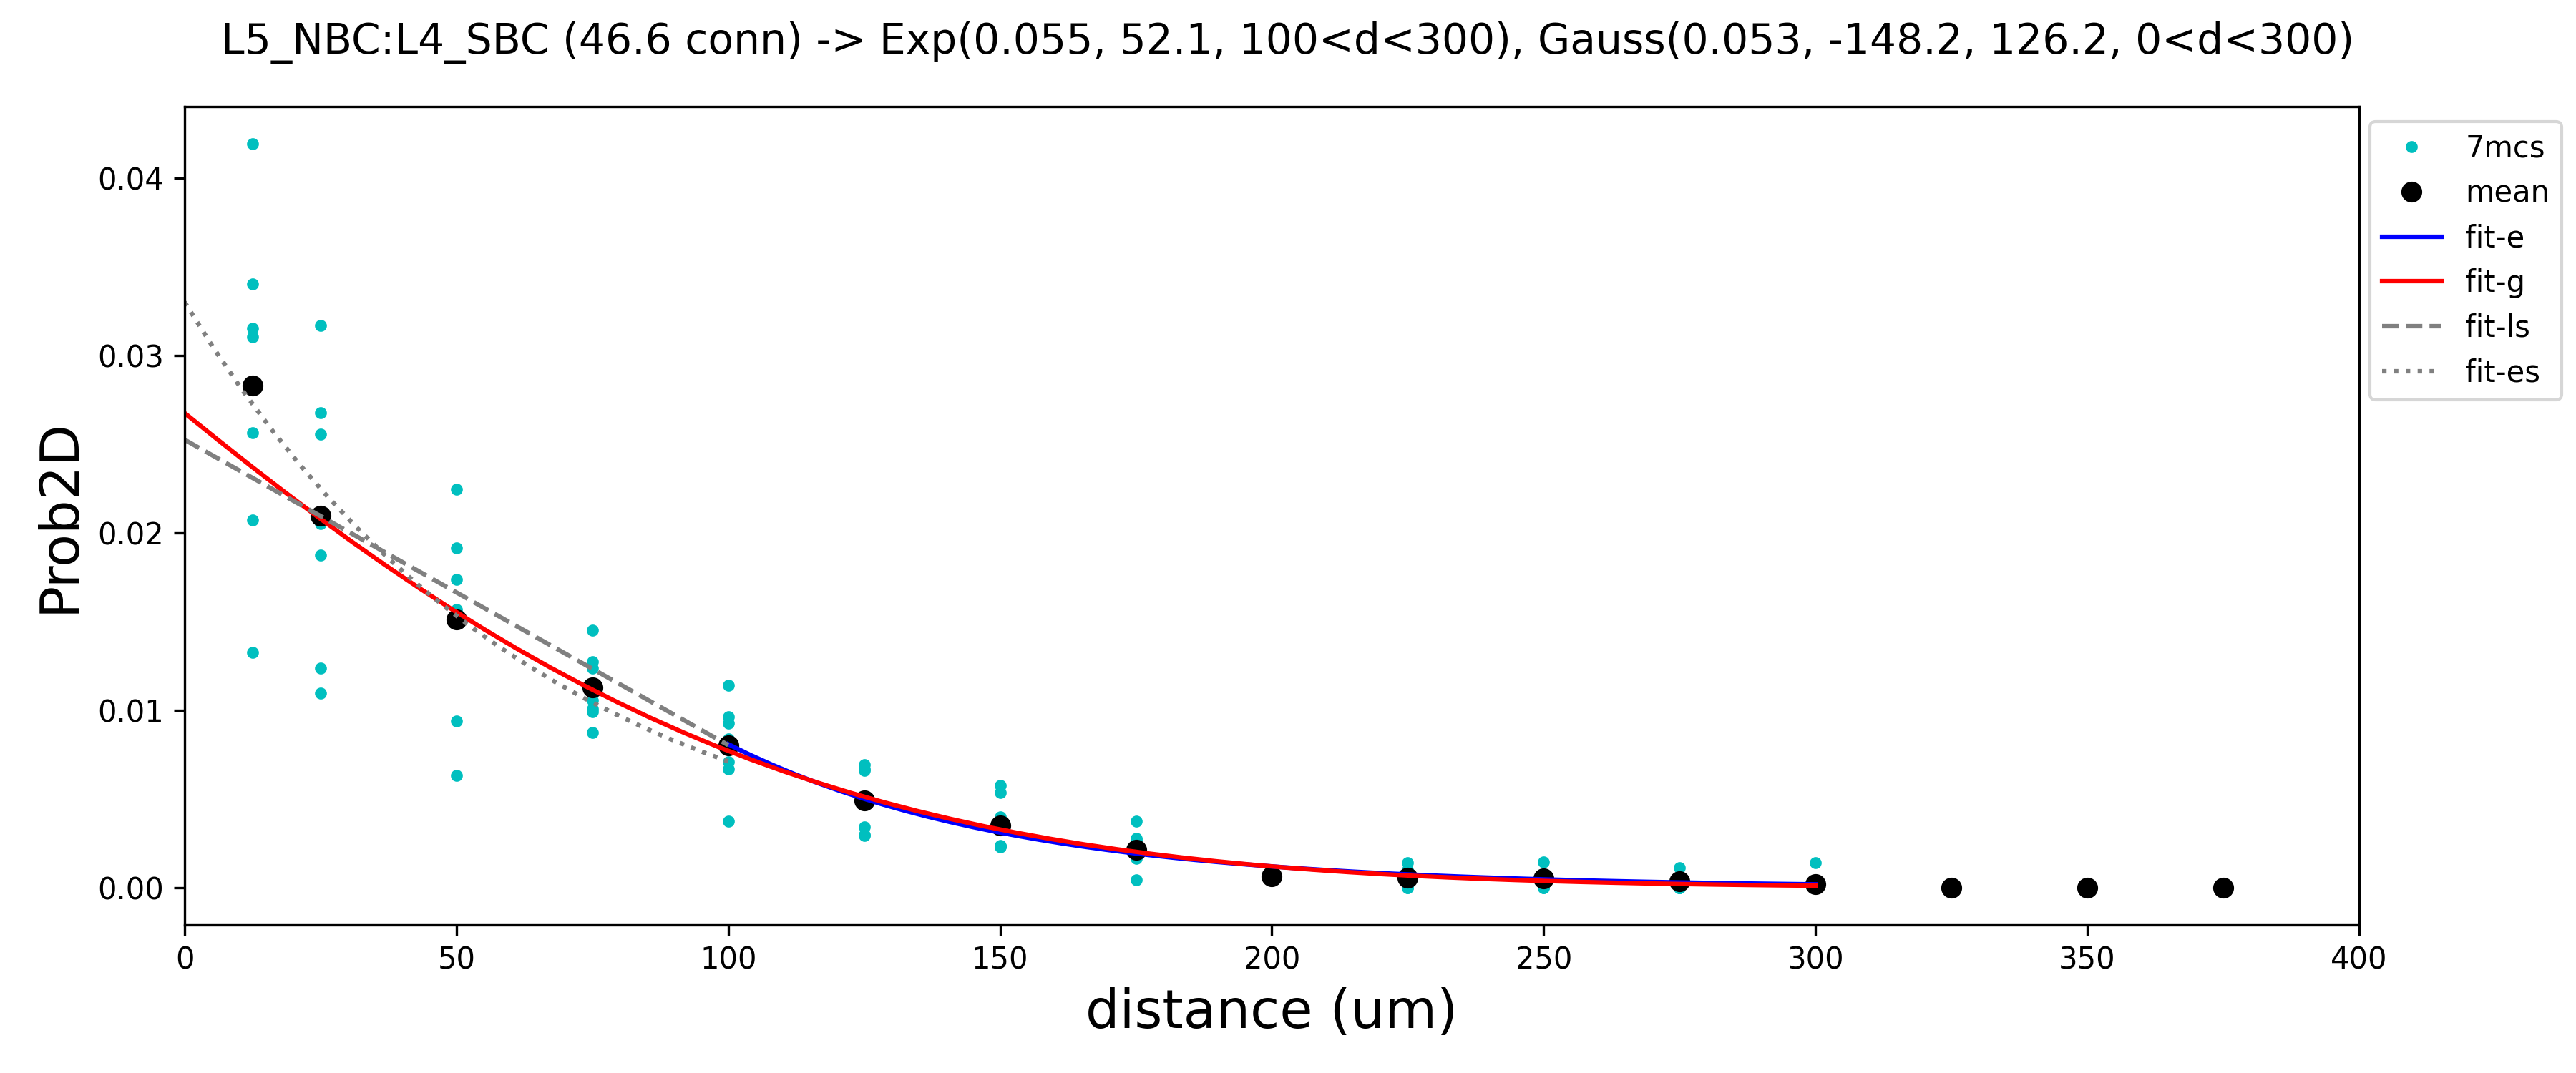 L5_NBC:L4_SBC (46.6 conn) -> Exp(0.055, 52.1, 100<d<300), Gauss(0.053, -148.2, 126.2, 0<d<300)
Prob2D
0.04
0.03
0.02
0.01
0.00
0 50 100 150 200 250 300 350 400
distance (um)
7mcs
mean
fit-e
fit-g
fit-ls
fit-es